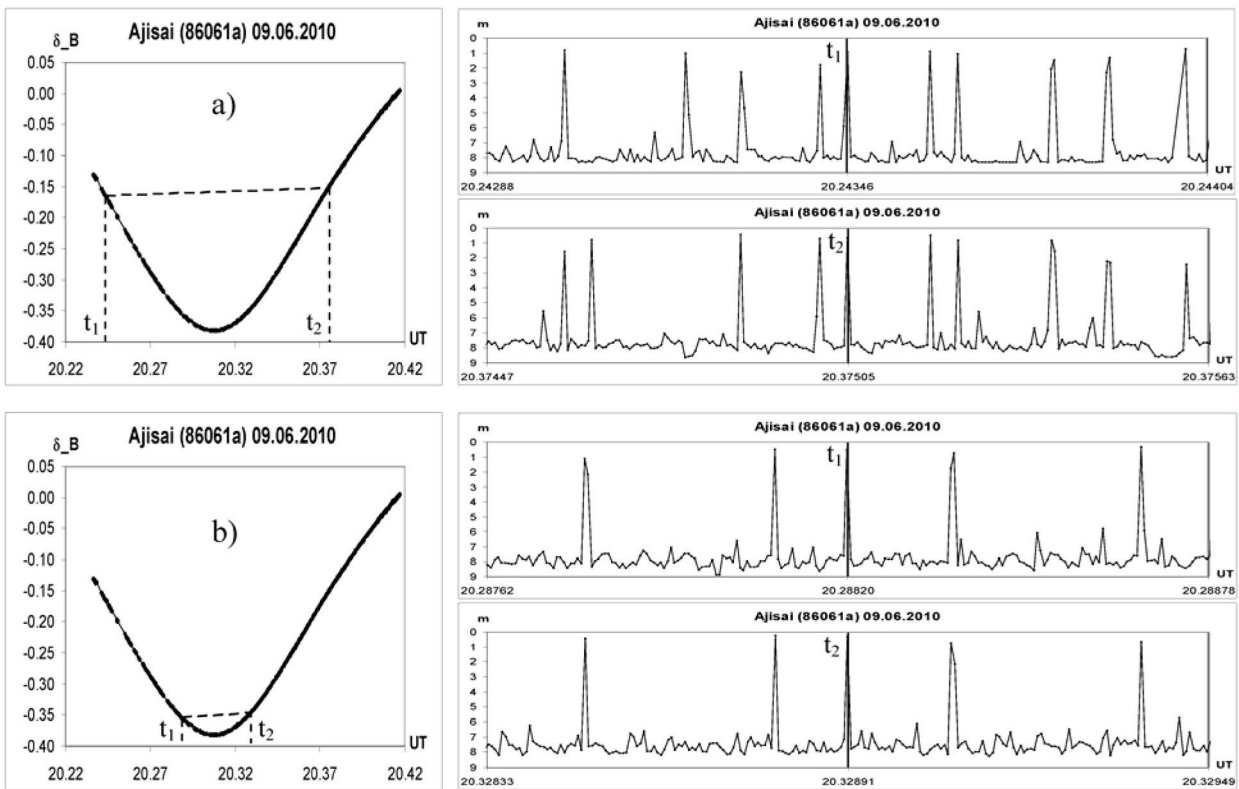 Ajisai (86061a) 09.06.2010
δ_B
0.05
0.00
-0.05
-0.10
-0.15
-0.20
-0.25
-0.30
-0.35
-0.40
a)
t₁
t₂
UT
20.22 20.27 20.32 20.37 20.42
Ajisai (86061a) 09.06.2010
m
0
1
2
3
4
5
6
7
8
9
t₁
UT
20.24288 20.24346 20.24404
Ajisai (86061a) 09.06.2010
m
0
1
2
3
4
5
6
7
8
9
t₂
UT
20.37447 20.37505 20.37563
Ajisai (86061a) 09.06.2010
δ_B
0.05
0.00
-0.05
-0.10
-0.15
-0.20
-0.25
-0.30
-0.35
-0.40
b)
t₁
t₂
UT
20.22 20.27 20.32 20.37 20.42
Ajisai (86061a) 09.06.2010
m
0
1
2
3
4
5
6
7
8
9
t₁
UT
20.28762 20.28820 20.28878
Ajisai (86061a) 09.06.2010
m
0
1
2
3
4
5
6
7
8
9
t₂
UT
20.32833 20.32891 20.32949